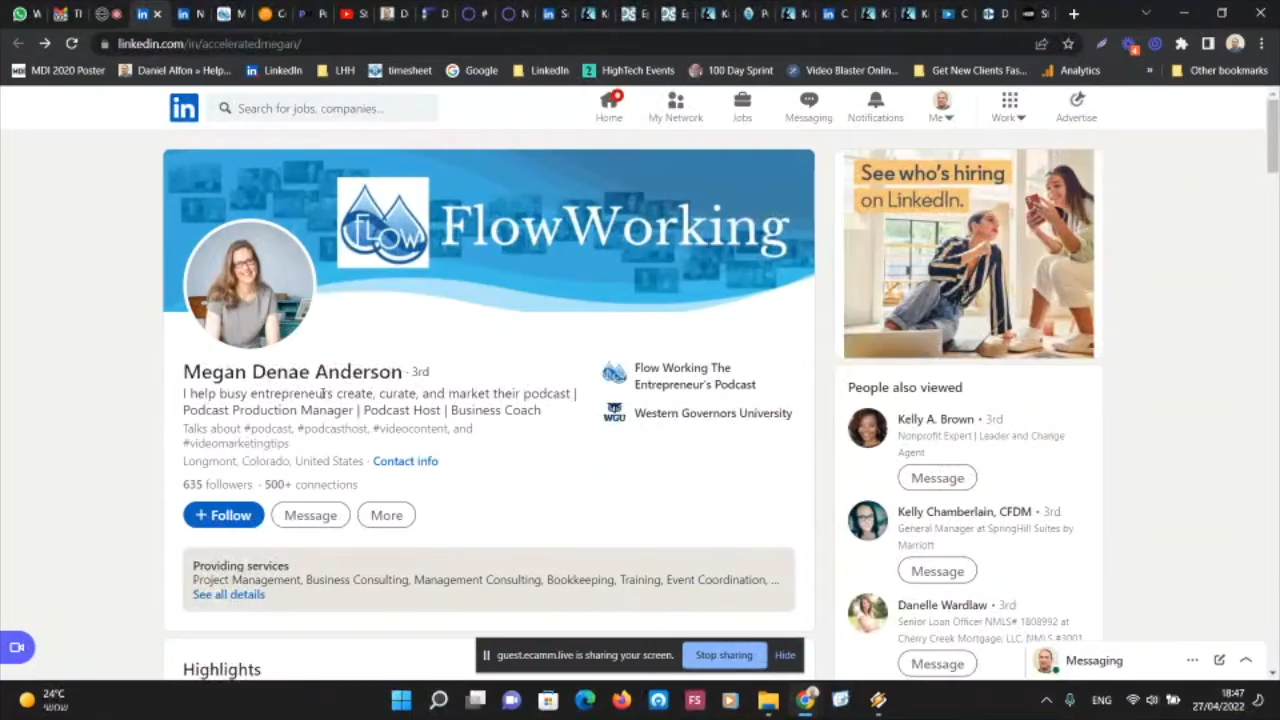 linkedin.com/in/acceleratedmegan/
MDI 2020 Poster
Daniel Alfon » Help...
LinkedIn
LHH
timesheet
Google
LinkedIn
HighTech Events
100 Day Sprint
Video Blaster Onlin...
Get New Clients Fas...
Analytics
»
Other bookmarks
in
Search for jobs, companies...
Home
My Network
Jobs
Messaging
Notifications
Me
Work
Advertise
FLOW
FlowWorking
Megan Denae Anderson · 3rd
I help busy entrepreneurs create, curate, and market their podcast |
Podcast Production Manager | Podcast Host | Business Coach
Talks about #podcast, #podcasthost, #videocontent, and
#videomarketingtips
Longmont, Colorado, United States · Contact info
635 followers · 500+ connections
+ Follow
Message
More
Flow Working The
Entrepreneur's Podcast
WGU
Western Governors University
Providing services
Project Management, Business Consulting, Management Consulting, Bookkeeping, Training, Event Coordination, ...
See all details
Highlights
See who's hiring
on LinkedIn.
People also viewed
Kelly A. Brown · 3rd
Nonprofit Expert | Leader and Change
Agent
Message
Kelly Chamberlain, CFDM · 3rd
General Manager at SpringHill Suites by
Marriott
Message
Danelle Wardlaw · 3rd
Senior Loan Officer NMLS# 1808992 at
Cherry Creek Mortgage, LLC, NMLS #3001
Message
Messaging
guest.ecamm.live is sharing your screen.
Stop sharing
Hide
24°C
שמשי
FS
ENG
18:47
27/04/2022